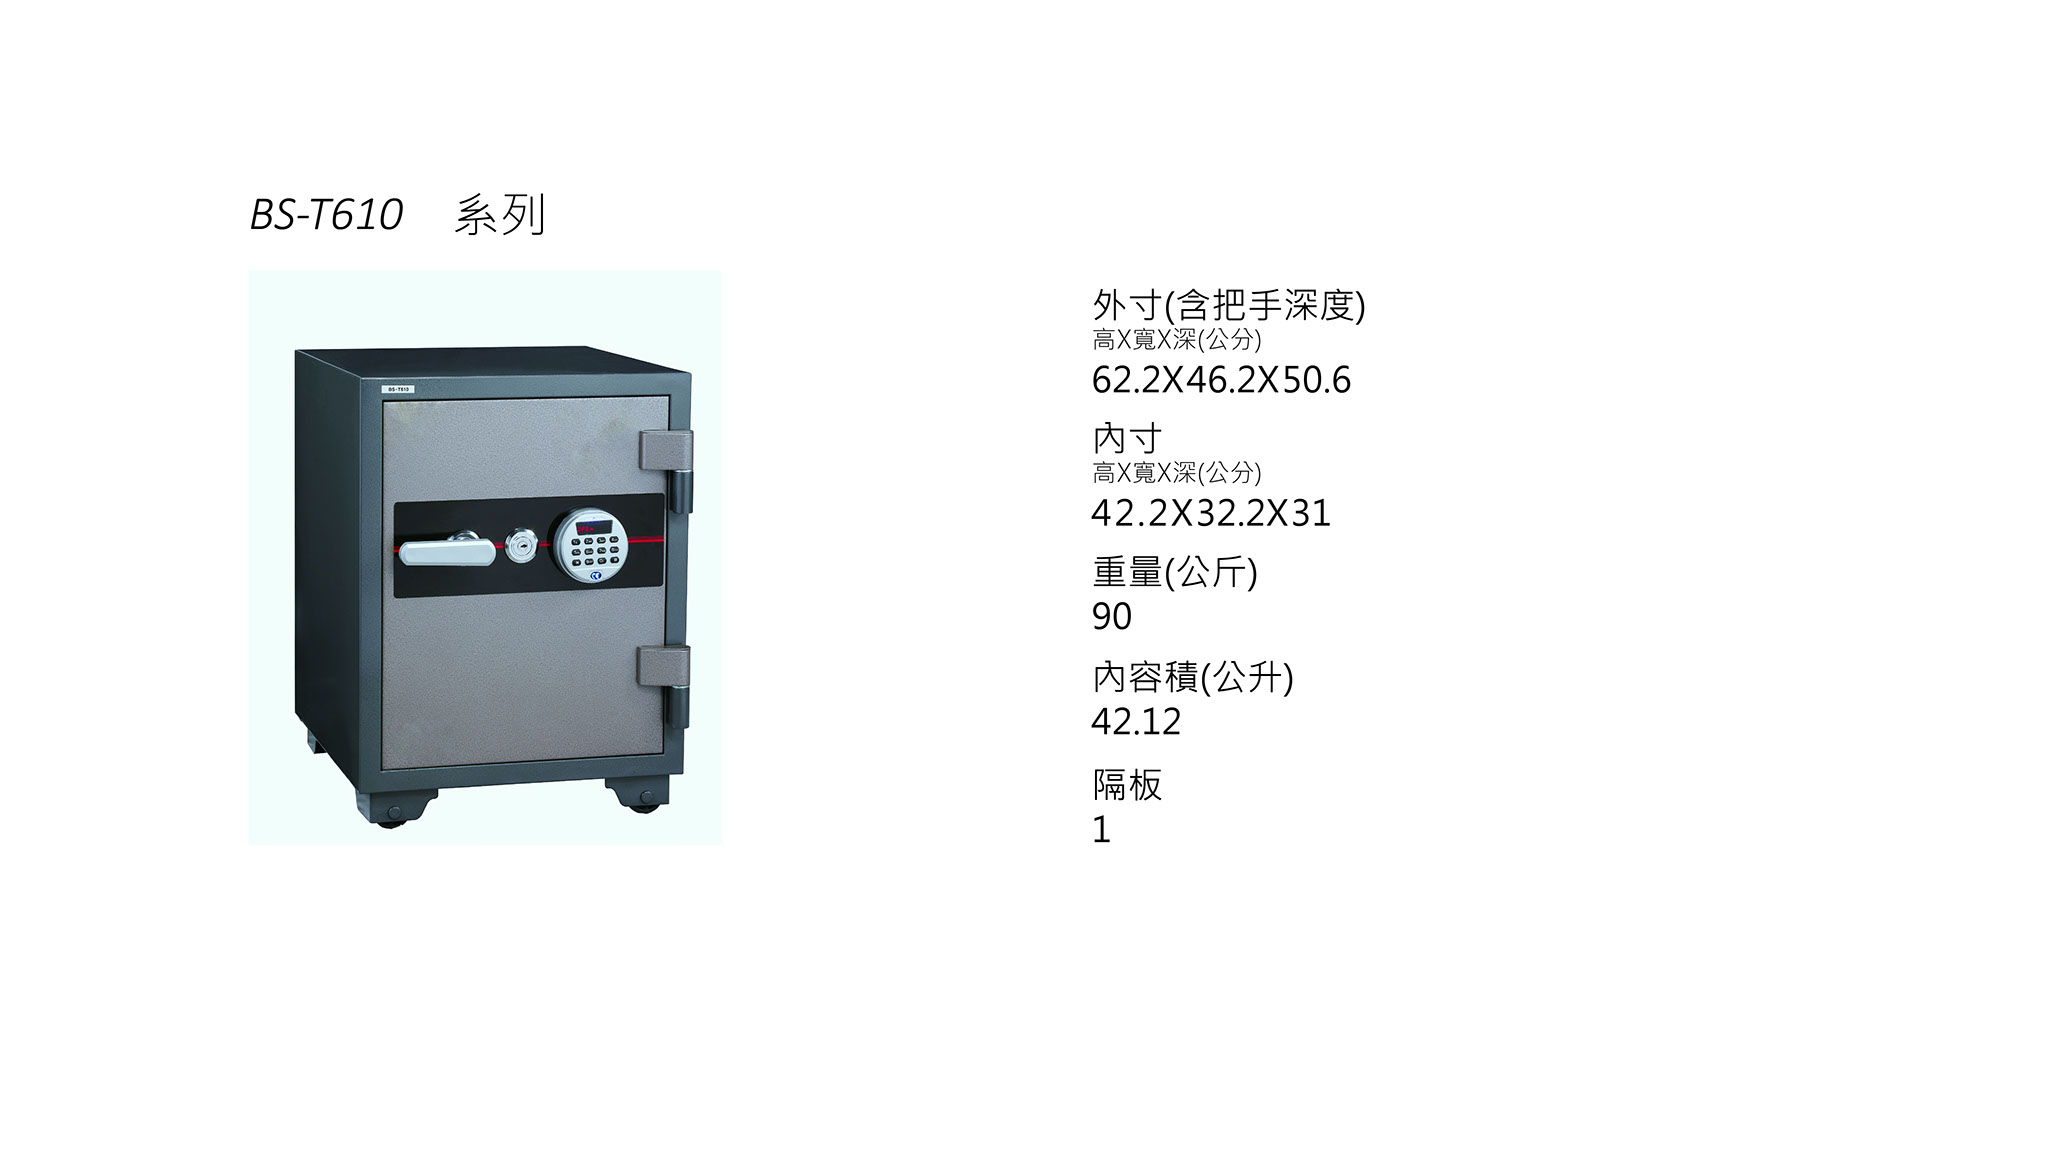 BS-T610 系列
BS-T610
外寸(含把手深度)
高X寬X深(公分)
62.2X46.2X50.6
內寸
高X寬X深(公分)
42.2X32.2X31
重量(公斤)
90
內容積(公升)
42.12
隔板
1